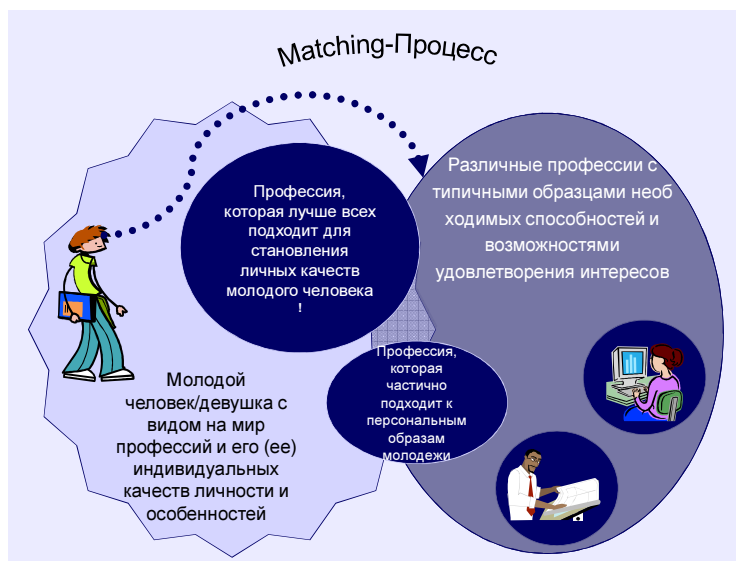 Matching-Процесс
Профессия,
которая лучше всех
подходит для
становления
личных качеств
молодого человека
!
Различные профессии с
типичными образцами необ
ходимых способностей и
возможностями
удовлетворения интересов
Профессия,
которая
частично
подходит к
персональным
образам
молодежи
Молодой
человек/девушка с
видом на мир
профессий и его (ее)
индивидуальных
качеств личности и
особенностей